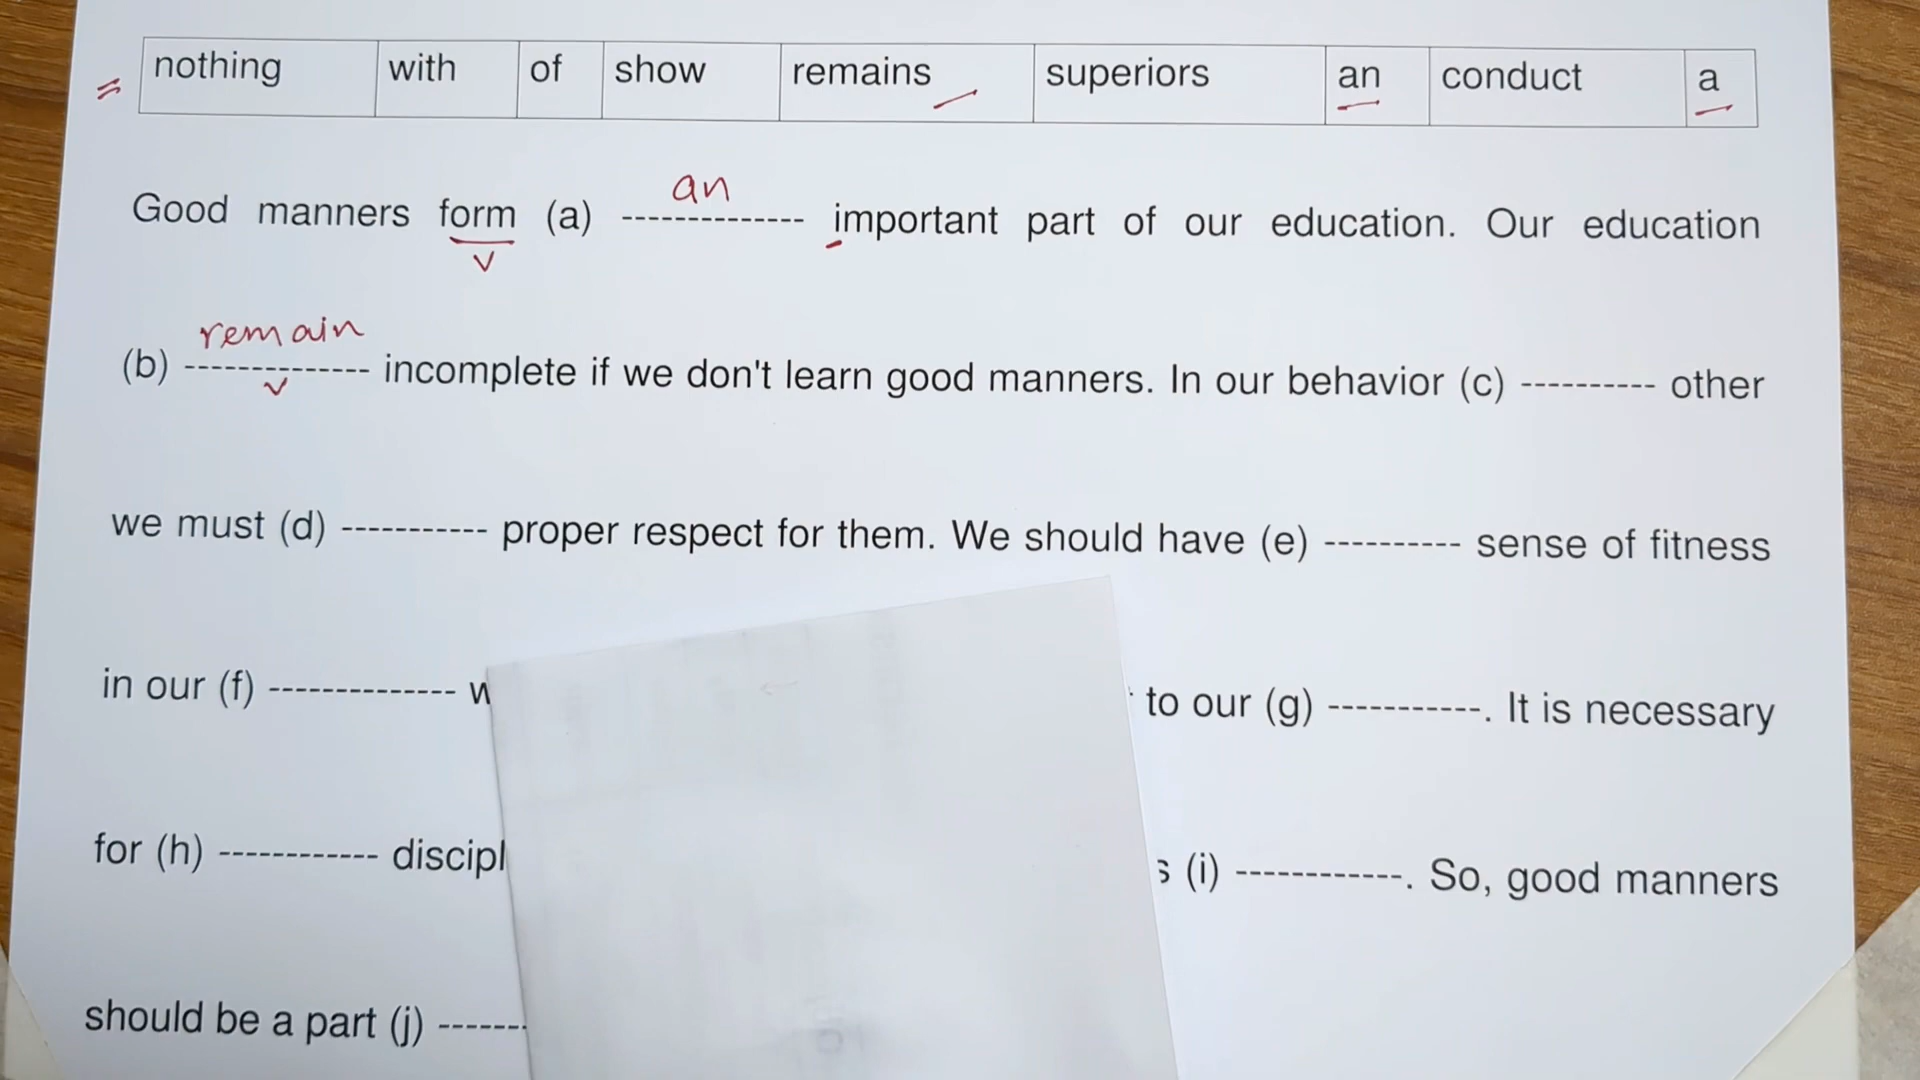 nothing with of show remains superiors an conduct a
an
Good manners form (a) -------------- important part of our education. Our education
v
remain
(b) -------------- incomplete if we don't learn good manners. In our behavior (c) ---------- other
v
we must (d) ----------- proper respect for them. We should have (e) ---------- sense of fitness
in our (f) -------------- to our (g) -----------. It is necessary
for (h) ------------ (i) ------------. So, good manners
should be a part (j) -------